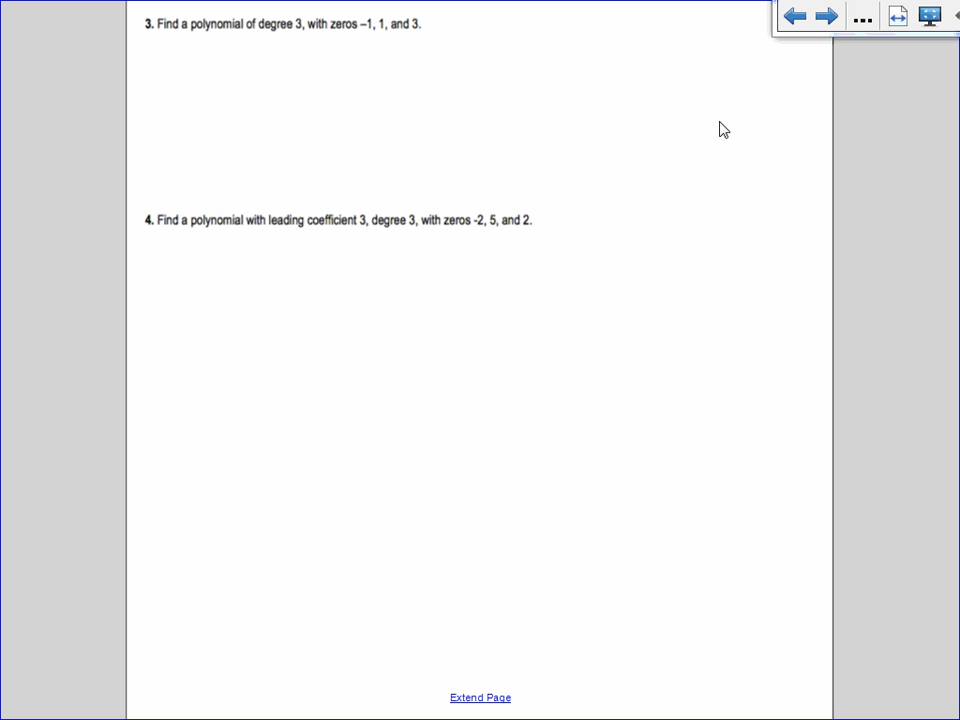 3. Find a polynomial of degree 3, with zeros –1, 1, and 3.
4. Find a polynomial with leading coefficient 3, degree 3, with zeros -2, 5, and 2.
Extend Page